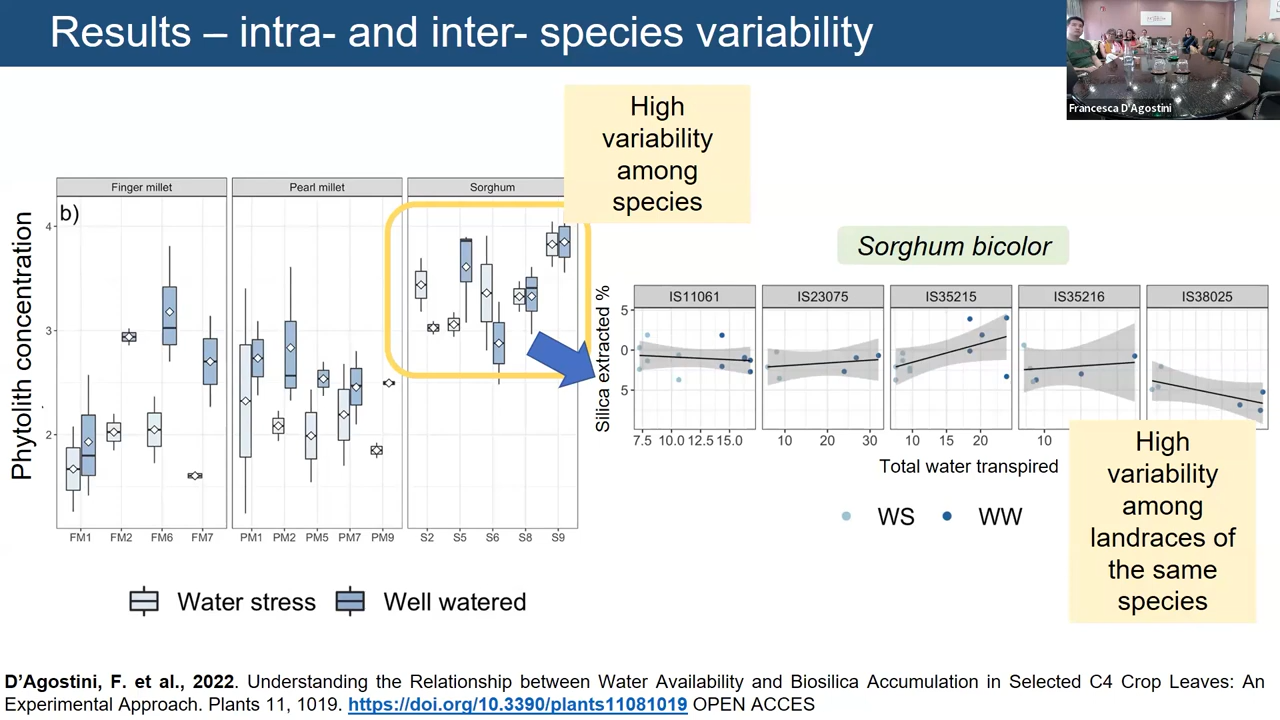 Results – intra- and inter- species variability
Francesca D'Agostini
High
variability
among
species
Finger millet
Pearl millet
Sorghum
b)
Phytolith concentration
4
3
2
FM1 FM2 FM6 FM7
PM1 PM2 PM5 PM7 PM9
S2 S5 S6 S8 S9
Water stress
Well watered
Sorghum bicolor
IS11061
IS23075
IS35215
IS35216
IS38025
Silica extracted %
5
0
5
7.5 10.0 12.5 15.0
10 20 30
10 15 20
10
Total water transpired
WS
WW
High
variability
among
landraces of
the same
species
D'Agostini, F. et al., 2022. Understanding the Relationship between Water Availability and Biosilica Accumulation in Selected C4 Crop Leaves: An
Experimental Approach. Plants 11, 1019. https://doi.org/10.3390/plants11081019 OPEN ACCES